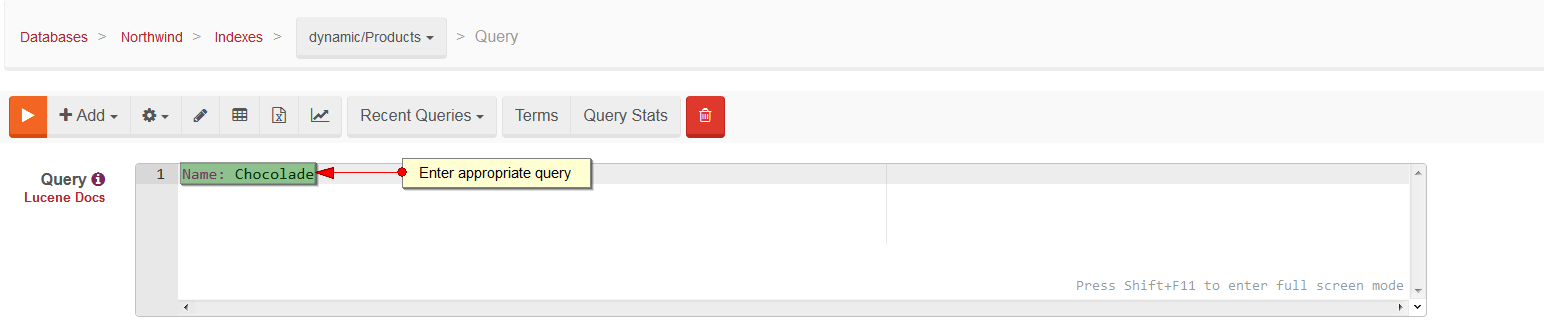 Databases > Northwind > Indexes > dynamic/Products > Query
Add Recent Queries Terms Query Stats
Query 1 Name: Chocolade Enter appropriate query
Lucene Docs
Press Shift+F11 to enter full screen mode